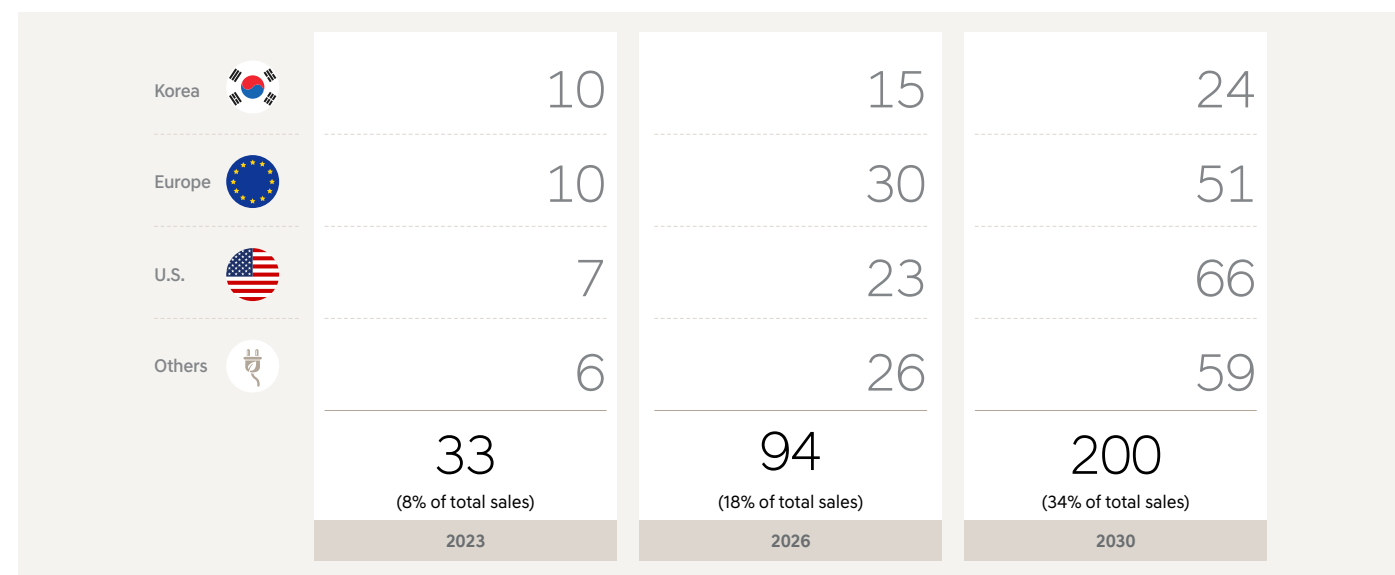 Korea 10 15 24
Europe 10 30 51
U.S. 7 23 66
Others 6 26 59
33 94 200
(8% of total sales) (18% of total sales) (34% of total sales)
2023 2026 2030